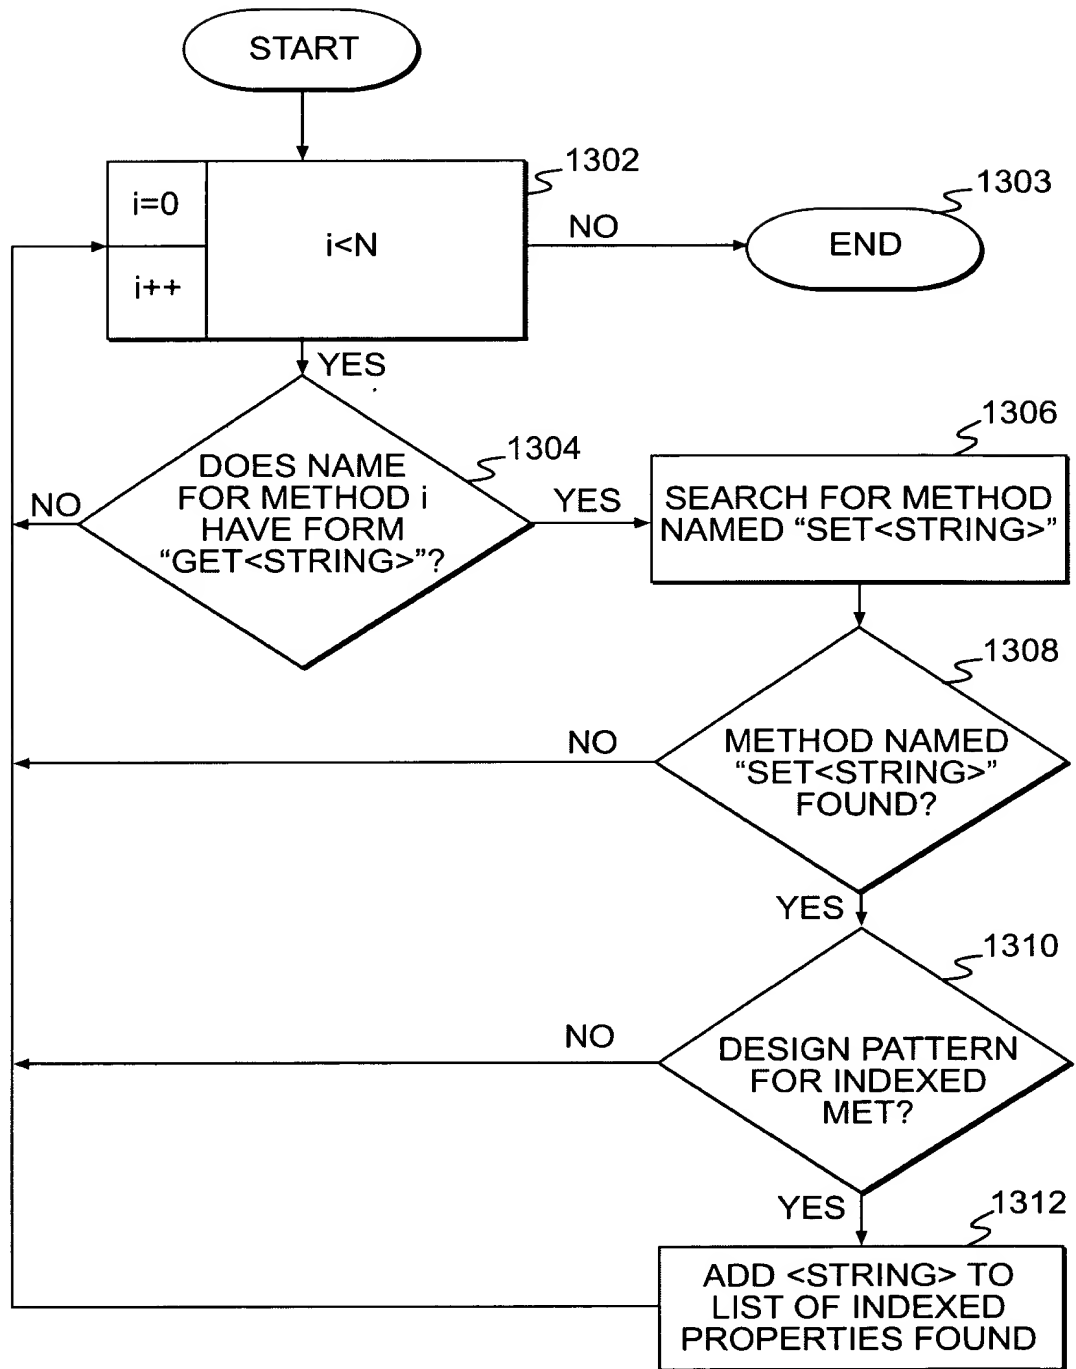 START
1302
i=0
i++
i<N
NO
1303
END
YES
1304
DOES NAME
FOR METHOD i
HAVE FORM
“GET<STRING>”?
NO
YES
1306
SEARCH FOR METHOD
NAMED “SET<STRING>”
1308
METHOD NAMED
“SET<STRING>”
FOUND?
NO
YES
1310
DESIGN PATTERN
FOR INDEXED
MET?
NO
YES
1312
ADD <STRING> TO
LIST OF INDEXED
PROPERTIES FOUND